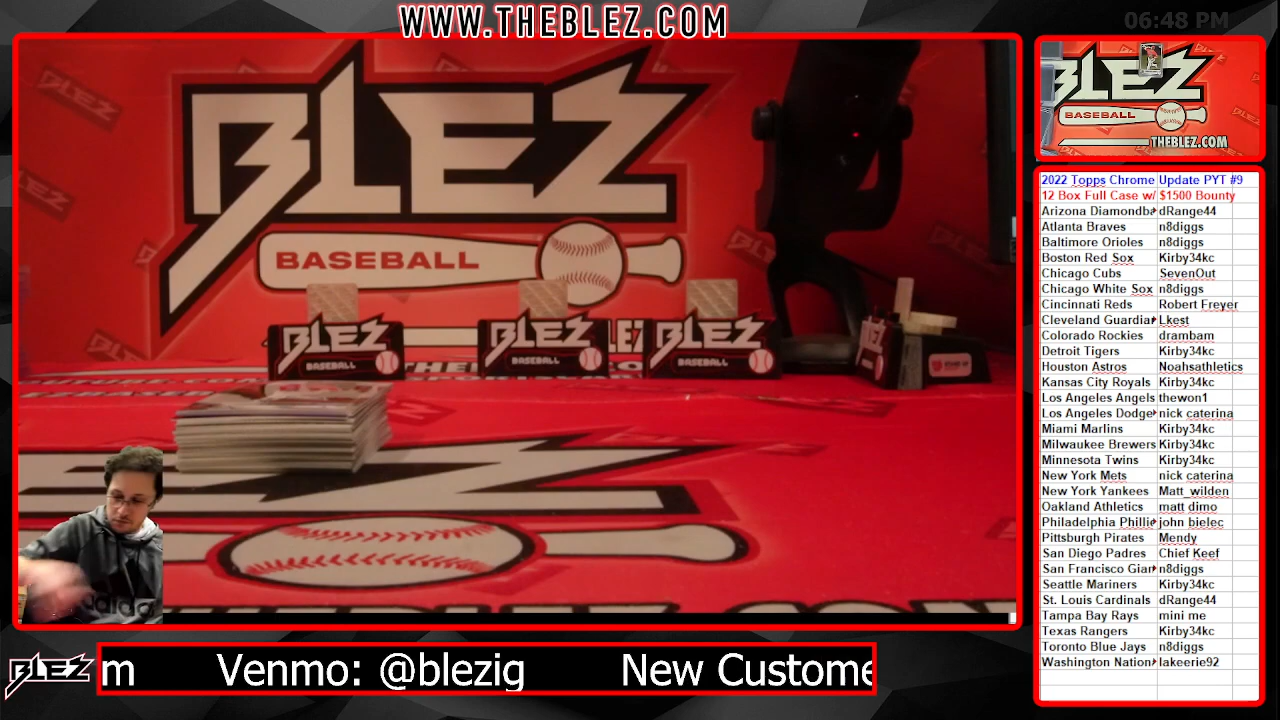 WWW.THEBLEZ.COM
06:48 PM
BLEZ
BASEBALL
BLEZ
BASEBALL
BLEZ
BASEBALL
BLEZ
BASEBALL
adidas
BLEZ
BASEBALL
THEBLEZ.COM
2022 Topps Chrome Update PYT #9
12 Box Full Case w/ $1500 Bounty
Arizona Diamondba dRange44
Atlanta Braves n8diggs
Baltimore Orioles n8diggs
Boston Red Sox Kirby34kc
Chicago Cubs SevenOut
Chicago White Sox n8diggs
Cincinnati Reds Robert Freyer
Cleveland Guardian Lkest
Colorado Rockies drambam
Detroit Tigers Kirby34kc
Houston Astros Noahsathletics
Kansas City Royals Kirby34kc
Los Angeles Angels thewon1
Los Angeles Dodge nick caterina
Miami Marlins Kirby34kc
Milwaukee Brewers Kirby34kc
Minnesota Twins Kirby34kc
New York Mets nick caterina
New York Yankees Matt_wilden
Oakland Athletics matt dimo
Philadelphia Phillie john bielec
Pittsburgh Pirates Mendy
San Diego Padres Chief Keef
San Francisco Gian n8diggs
Seattle Mariners Kirby34kc
St. Louis Cardinals dRange44
Tampa Bay Rays mini me
Texas Rangers Kirby34kc
Toronto Blue Jays n8diggs
Washington Nation lakeerie92
BLEZ
m Venmo: @blezig New Custome